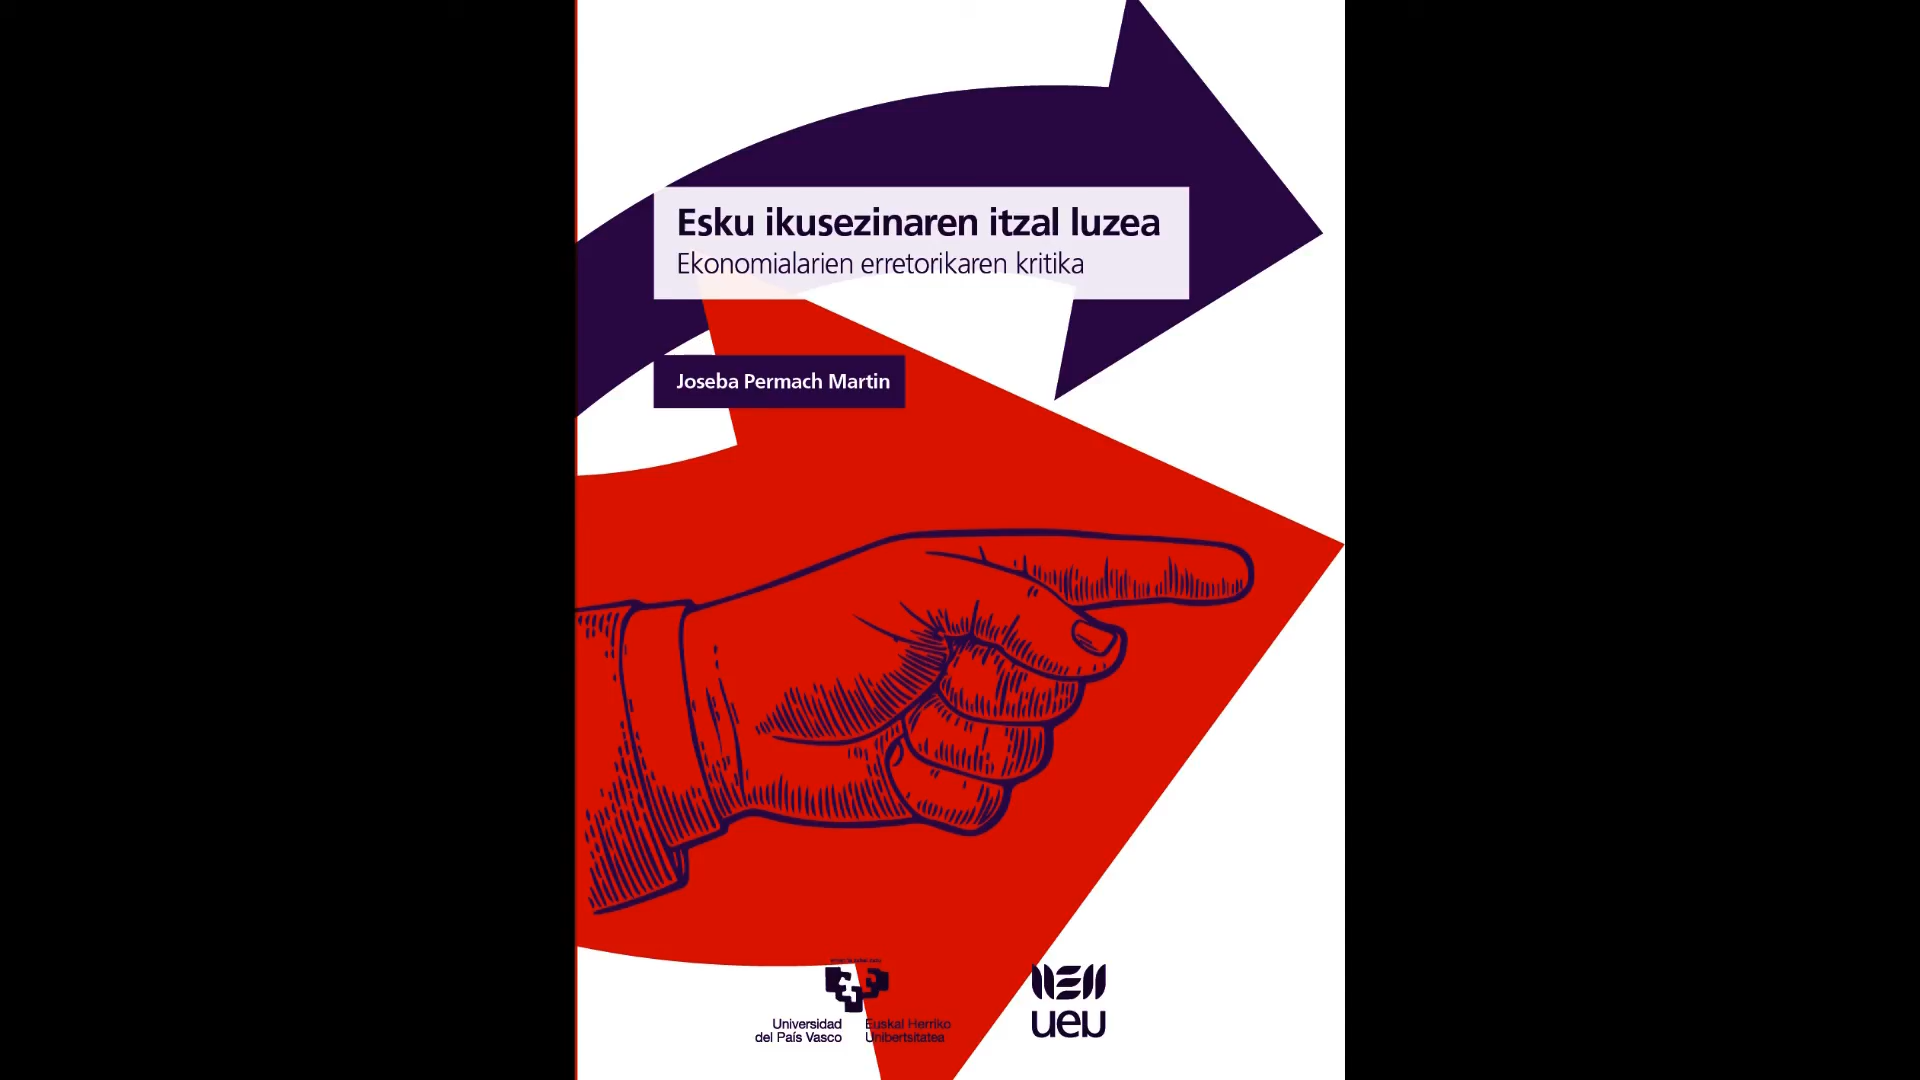 Esku ikusezinaren itzal luzea
Ekonomialarien erretorikaren kritika
Joseba Permach Martin
Universidad
del País Vasco
Euskal Herriko
Unibertsitatea
ueu